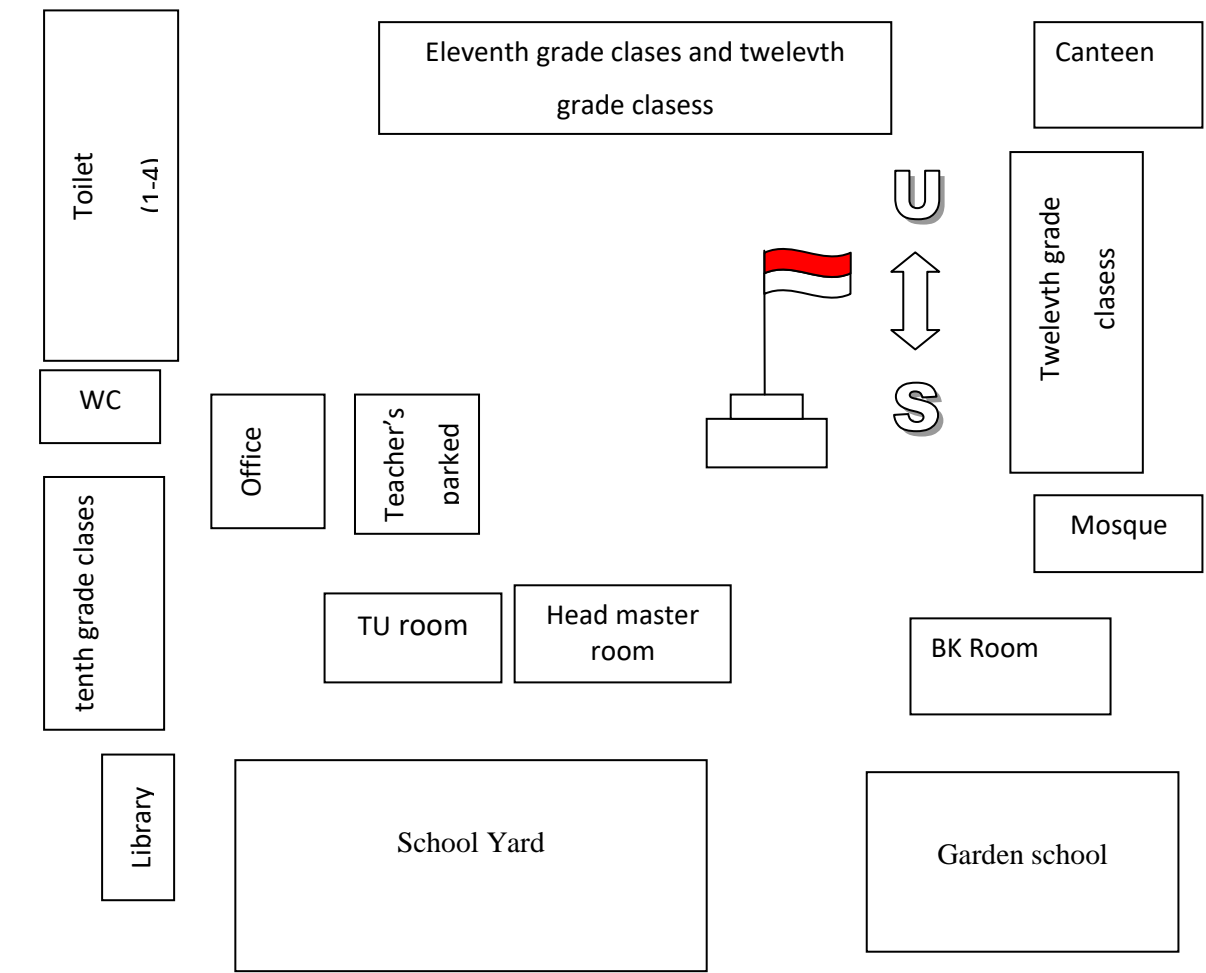 Eleventh grade clases and twelevth
grade clasess
Canteen
Toilet
(1-4)
U
Twelevth grade
clasess
S
WC
Office
Teacher's
parked
tenth grade clases
Mosque
TU room
Head master
room
BK Room
Library
School Yard
Garden school